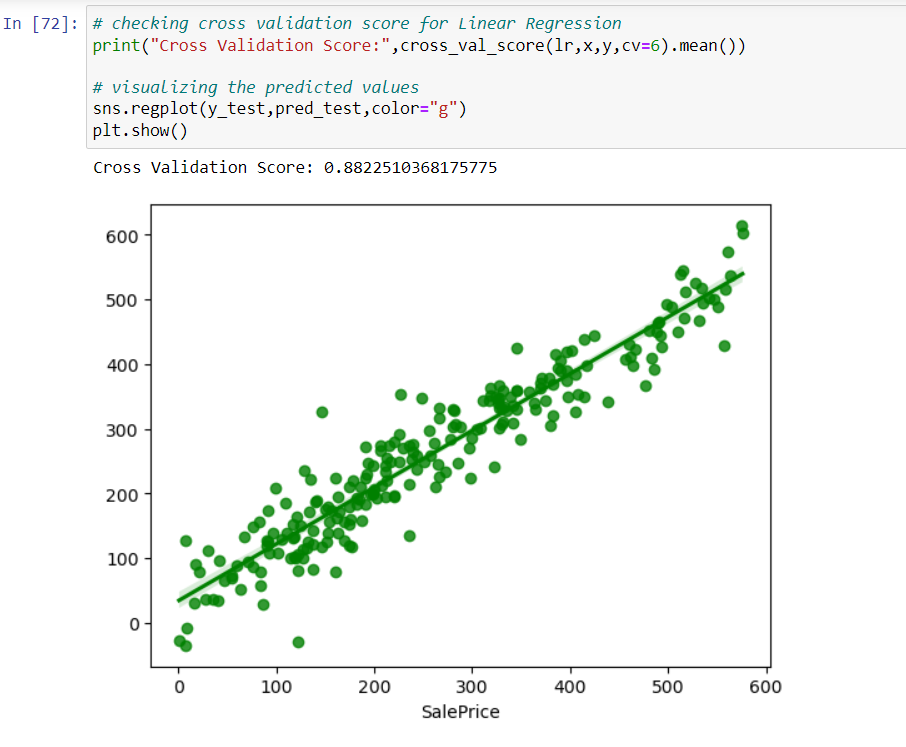 In [72]: # checking cross validation score for Linear Regression
print("Cross Validation Score:",cross_val_score(lr,x,y,cv=6).mean())
# visualizing the predicted values
sns.regplot(y_test,pred_test,color="g")
plt.show()
Cross Validation Score: 0.8822510368175775
600
500
400
300
200
100
0
0 100 200 300 400 500 600
SalePrice